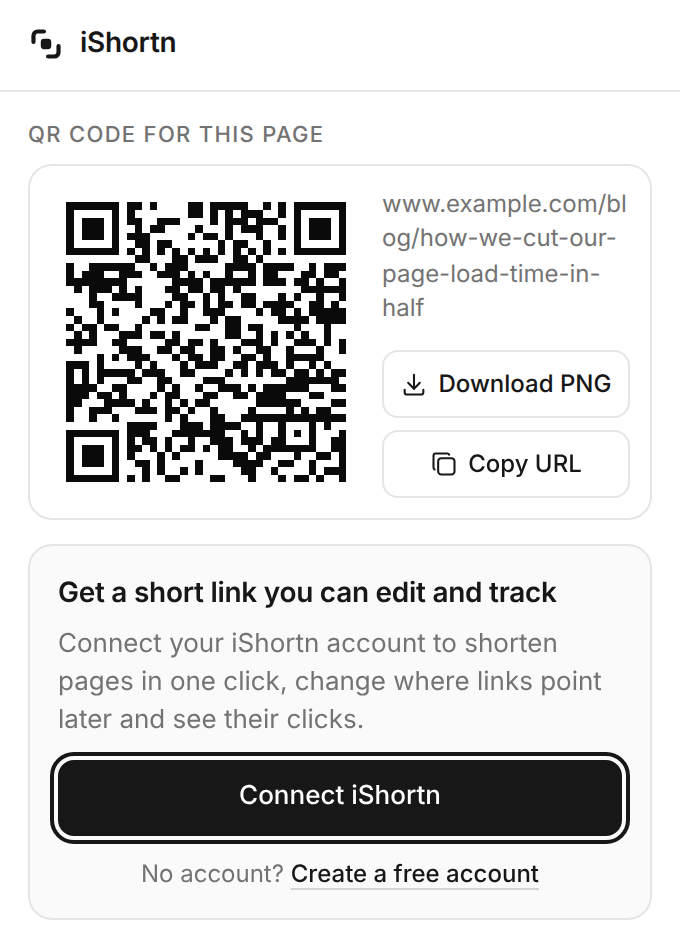 iShortn
QR CODE FOR THIS PAGE
www.example.com/bl
og/how-we-cut-our-
page-load-time-in-
half
Download PNG
Copy URL
Get a short link you can edit and track
Connect your iShortn account to shorten
pages in one click, change where links point
later and see their clicks.
Connect iShortn
No account? Create a free account